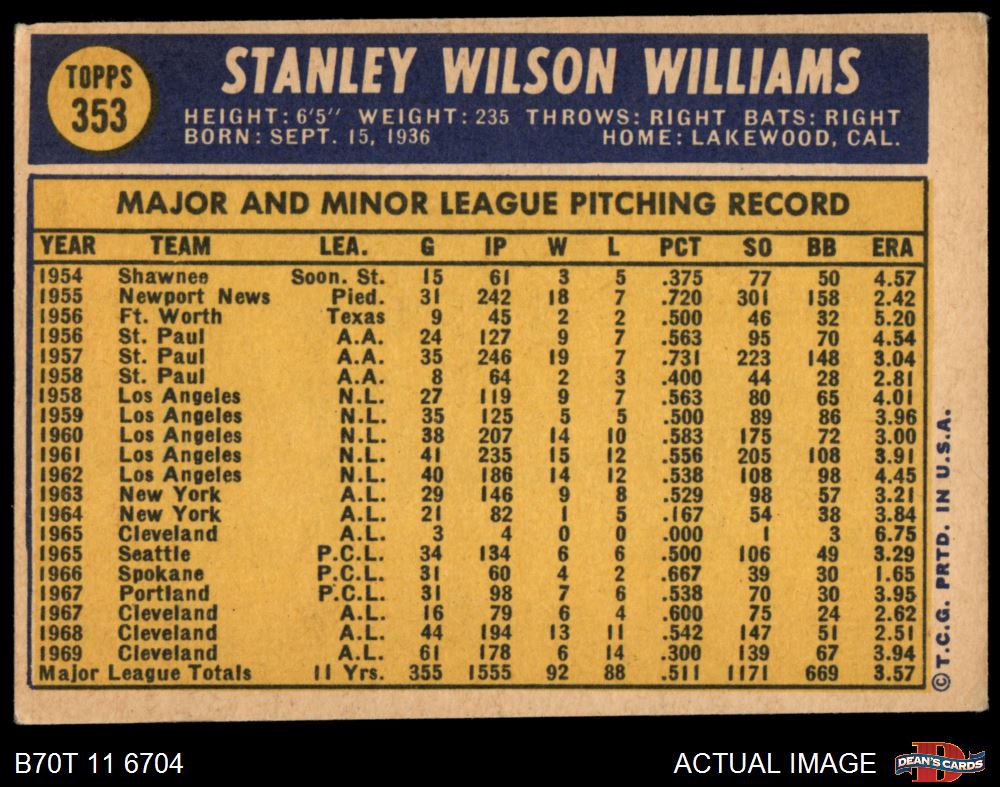 TOPPS
353
STANLEY WILSON WILLIAMS
HEIGHT: 6'5" WEIGHT: 235 THROWS: RIGHT BATS: RIGHT
BORN: SEPT. 15, 1936 HOME: LAKEWOOD, CAL.
MAJOR AND MINOR LEAGUE PITCHING RECORD
YEAR TEAM LEA. G IP W L PCT SO BB ERA
1954 Shawnee Soon. St. 15 61 3 5 .375 77 50 4.57
1955 Newport News Pied. 31 242 18 7 .720 301 158 2.42
1956 Ft. Worth Texas 9 45 2 2 .500 46 32 5.20
1956 St. Paul A.A. 24 127 9 7 .563 95 70 4.54
1957 St. Paul A.A. 35 246 19 7 .731 223 148 3.04
1958 St. Paul A.A. 8 64 2 3 .400 44 28 2.81
1958 Los Angeles N.L. 27 119 9 7 .563 80 65 4.01
1959 Los Angeles N.L. 35 125 5 5 .500 89 86 3.96
1960 Los Angeles N.L. 38 207 14 10 .583 175 72 3.00
1961 Los Angeles N.L. 41 235 15 12 .556 205 108 3.91
1962 Los Angeles N.L. 40 186 14 12 .538 108 98 4.45
1963 New York A.L. 29 146 9 8 .529 98 57 3.21
1964 New York A.L. 21 82 1 5 .167 54 38 3.84
1965 Cleveland A.L. 3 4 0 0 .000 1 3 6.75
1965 Seattle P.C.L. 34 134 6 6 .500 106 49 3.29
1966 Spokane P.C.L. 31 60 4 2 .667 39 30 1.65
1967 Portland P.C.L. 31 98 7 6 .538 70 30 3.95
1967 Cleveland A.L. 16 79 6 4 .600 75 24 2.62
1968 Cleveland A.L. 44 194 13 11 .542 147 51 2.51
1969 Cleveland A.L. 61 178 6 14 .300 139 67 3.94
Major League Totals 11 Yrs. 355 1555 92 88 .511 1171 669 3.57
©T.C.G. PRTD. IN U.S.A.
B70T 11 6704
ACTUAL IMAGE
D
DEAN'S CARDS